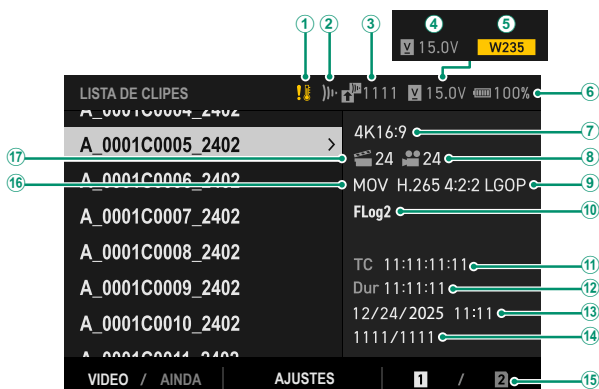 1 2 3 4 5
V 15.0V W235
LISTA DE CLIPES 1111 V 15.0V 100% 6
A_0001C0004_2402
4K16:9 7
17 A_0001C0005_2402 > 24 24 8
16 A_0001C0006_2402 MOV H.265 4:2:2 LGOP 9
A_0001C0007_2402 FLog2 10
A_0001C0008_2402 TC 11:11:11:11 11
A_0001C0009_2402 Dur 11:11:11 12
12/24/2025 11:11 13
A_0001C0010_2402 1111/1111 14
A_0001C0011_2402
VIDEO / AINDA AJUSTES 1 / 2 15